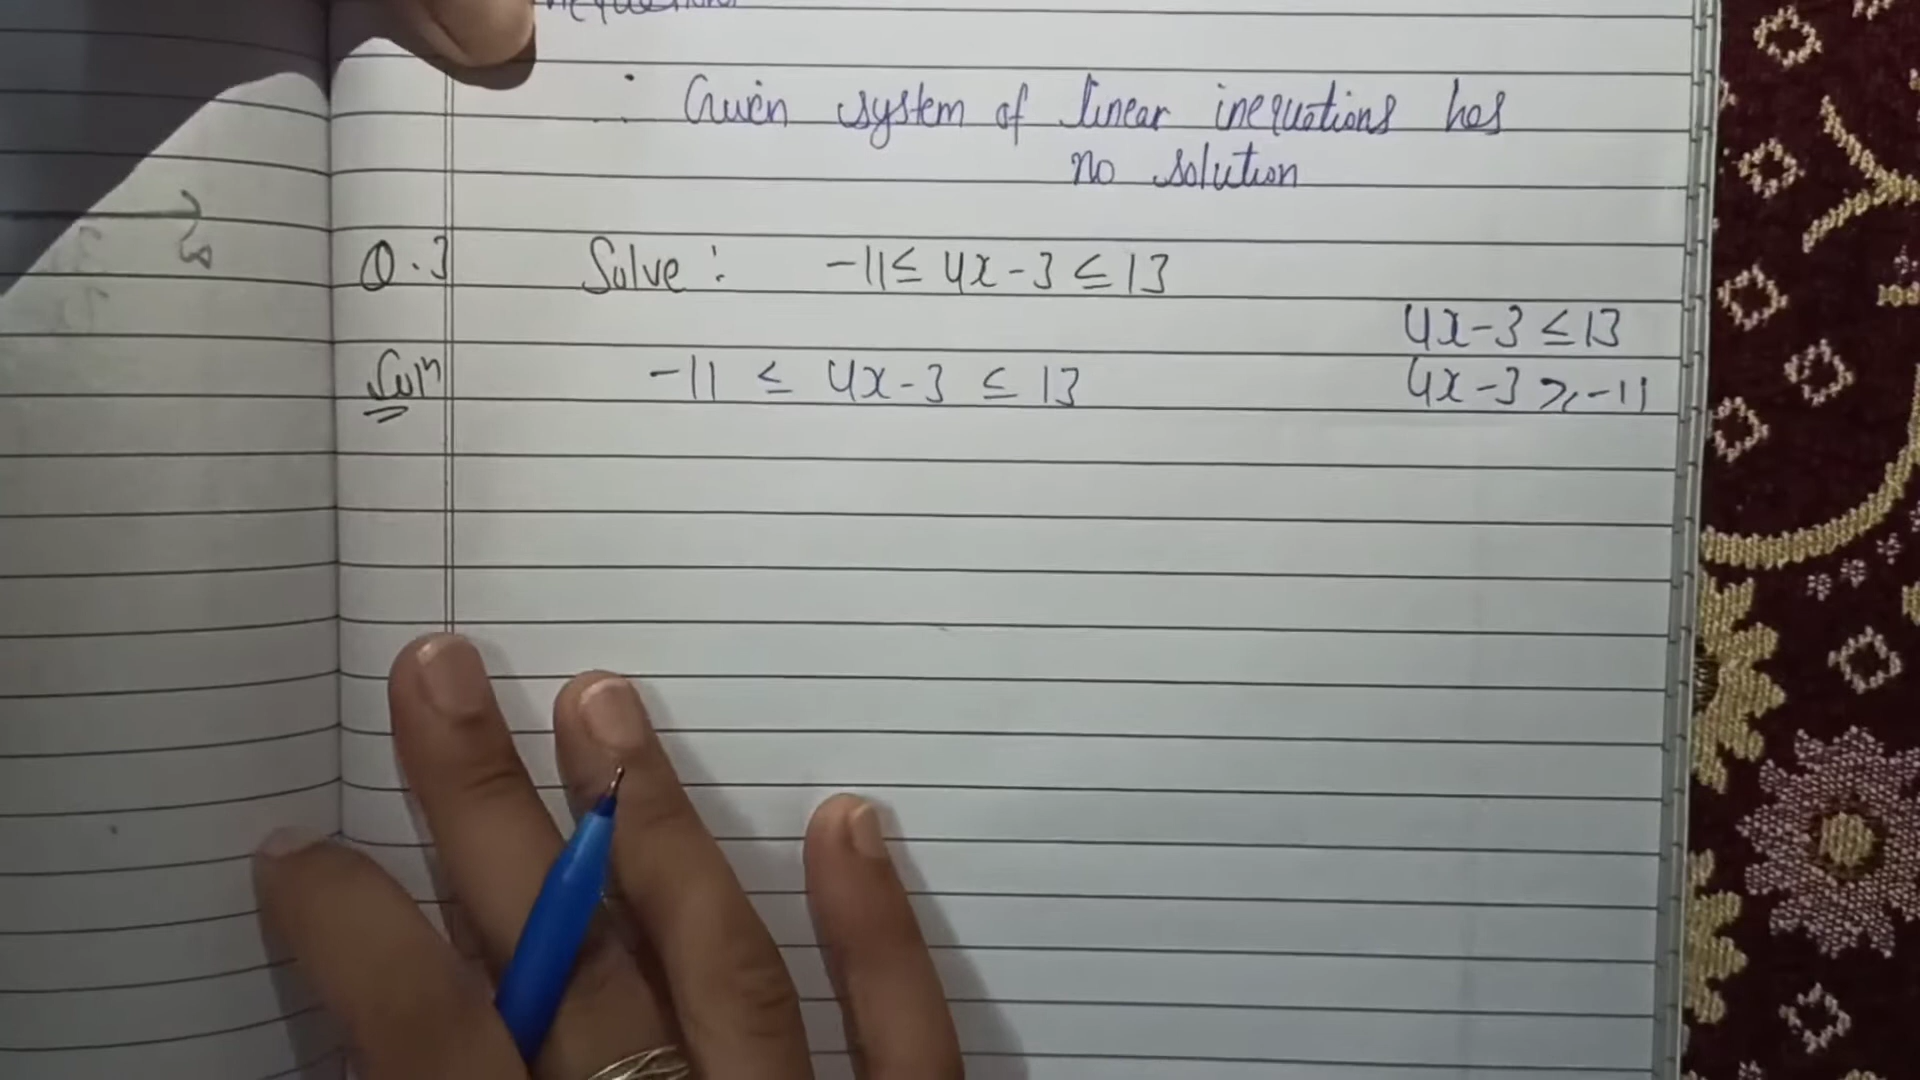 ∴ Given system of linear inequations has
no solution
Q.3 Solve : -11 ≤ 4x-3 ≤ 13
4x-3 ≤ 13
Solⁿ -11 ≤ 4x-3 ≤ 13
4x-3 ≥ -11